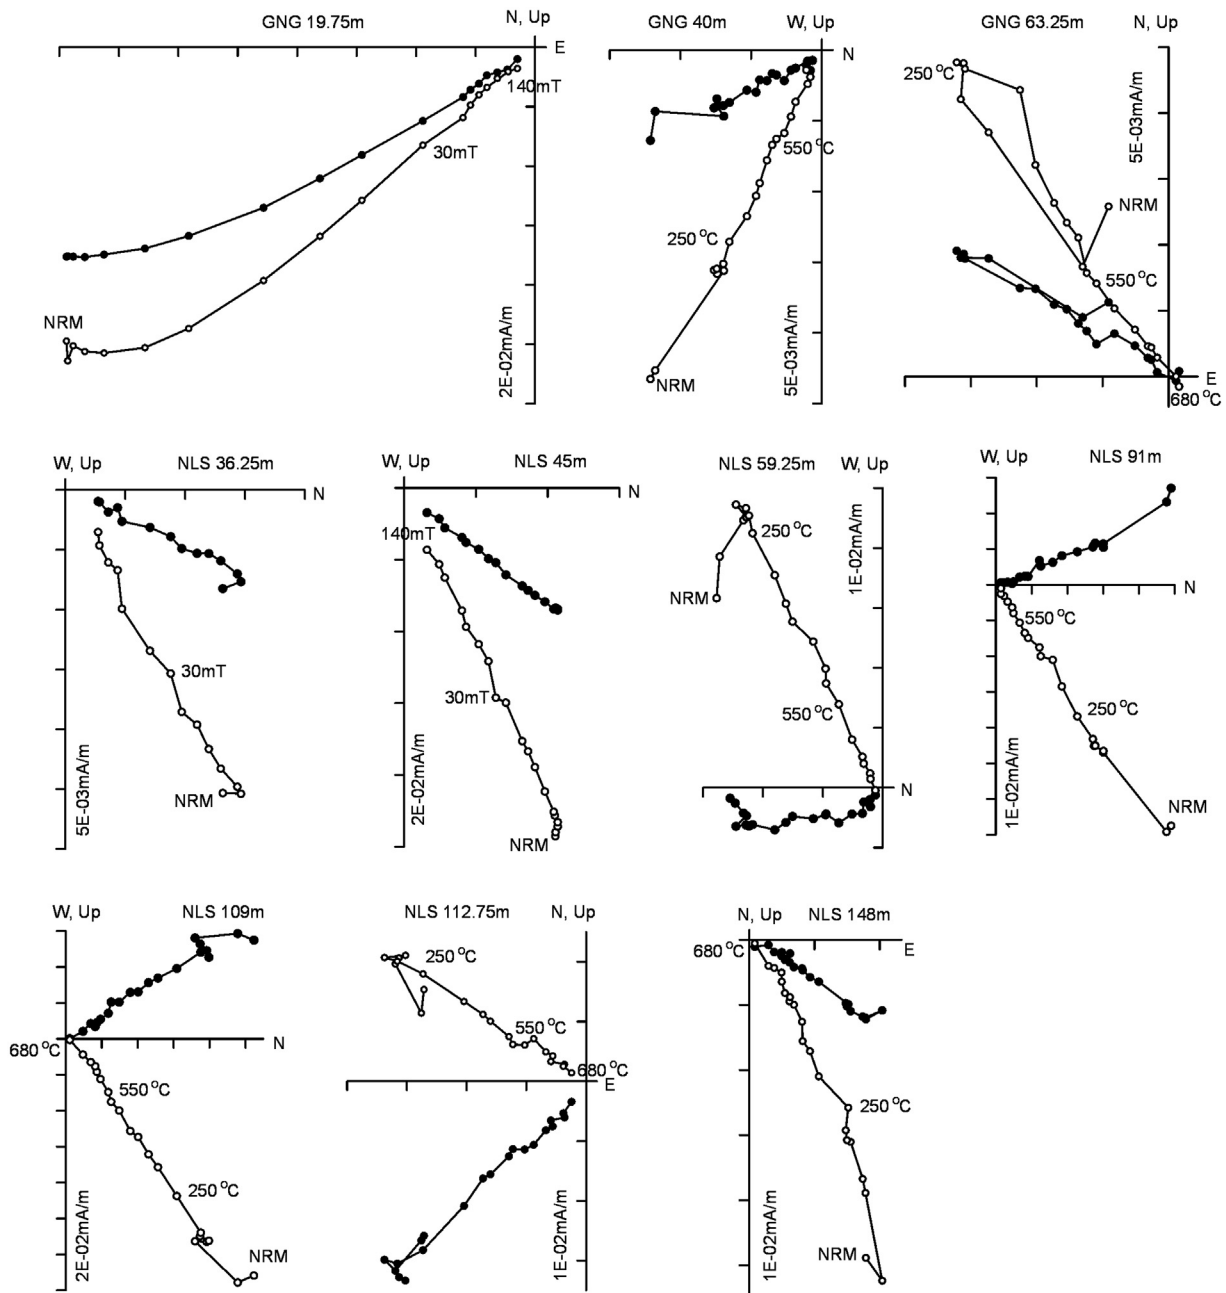 GNG 19.75m
N, Up
E
140mT
30mT
NRM
2E-02mA/m
GNG 40m
W, Up
N
550 °C
250 °C
NRM
5E-03mA/m
GNG 63.25m
N, Up
250 °C
5E-03mA/m
NRM
550 °C
E
680 °C
W, Up
NLS 36.25m
N
30mT
NRM
5E-03mA/m
W, Up
NLS 45m
N
140mT
30mT
2E-02mA/m
NRM
NLS 59.25m
W, Up
250 °C
1E-02mA/m
NRM
550 °C
N
W, Up
NLS 91m
N
550 °C
250 °C
NRM
1E-02mA/m
W, Up
NLS 109m
N
680 °C
550 °C
250 °C
NRM
2E-02mA/m
NLS 112.75m
N, Up
250 °C
550 °C
680 °C
E
1E-02mA/m
N, Up
NLS 148m
E
680 °C
250 °C
NRM
1E-02mA/m